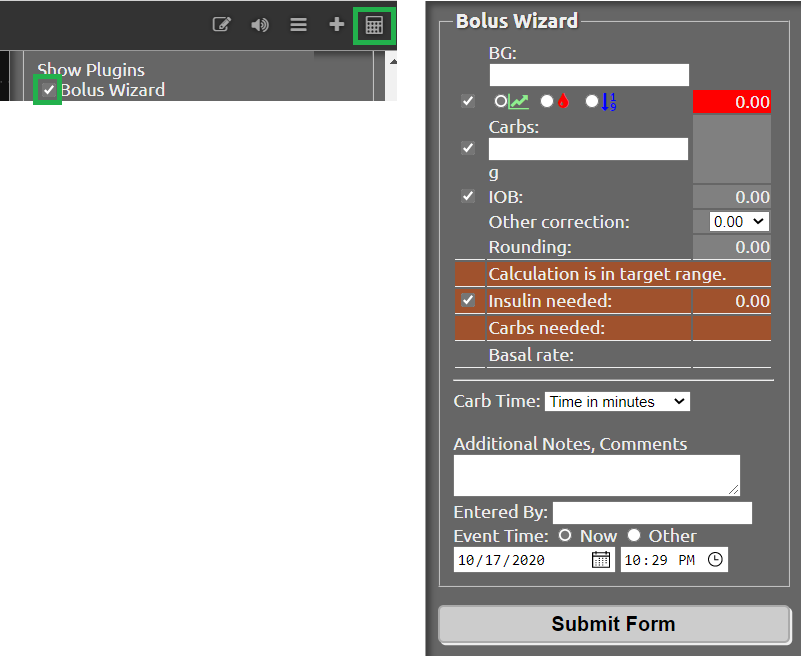 Show Plugins
Bolus Wizard
Bolus Wizard
BG:
1
9
0.00
Carbs:
g
IOB: 0.00
Other correction: 0.00
Rounding: 0.00
Calculation is in target range.
Insulin needed: 0.00
Carbs needed:
Basal rate:
Carb Time: Time in minutes
Additional Notes, Comments
Entered By:
Event Time: Now Other
10/17/2020 10:29 PM
Submit Form